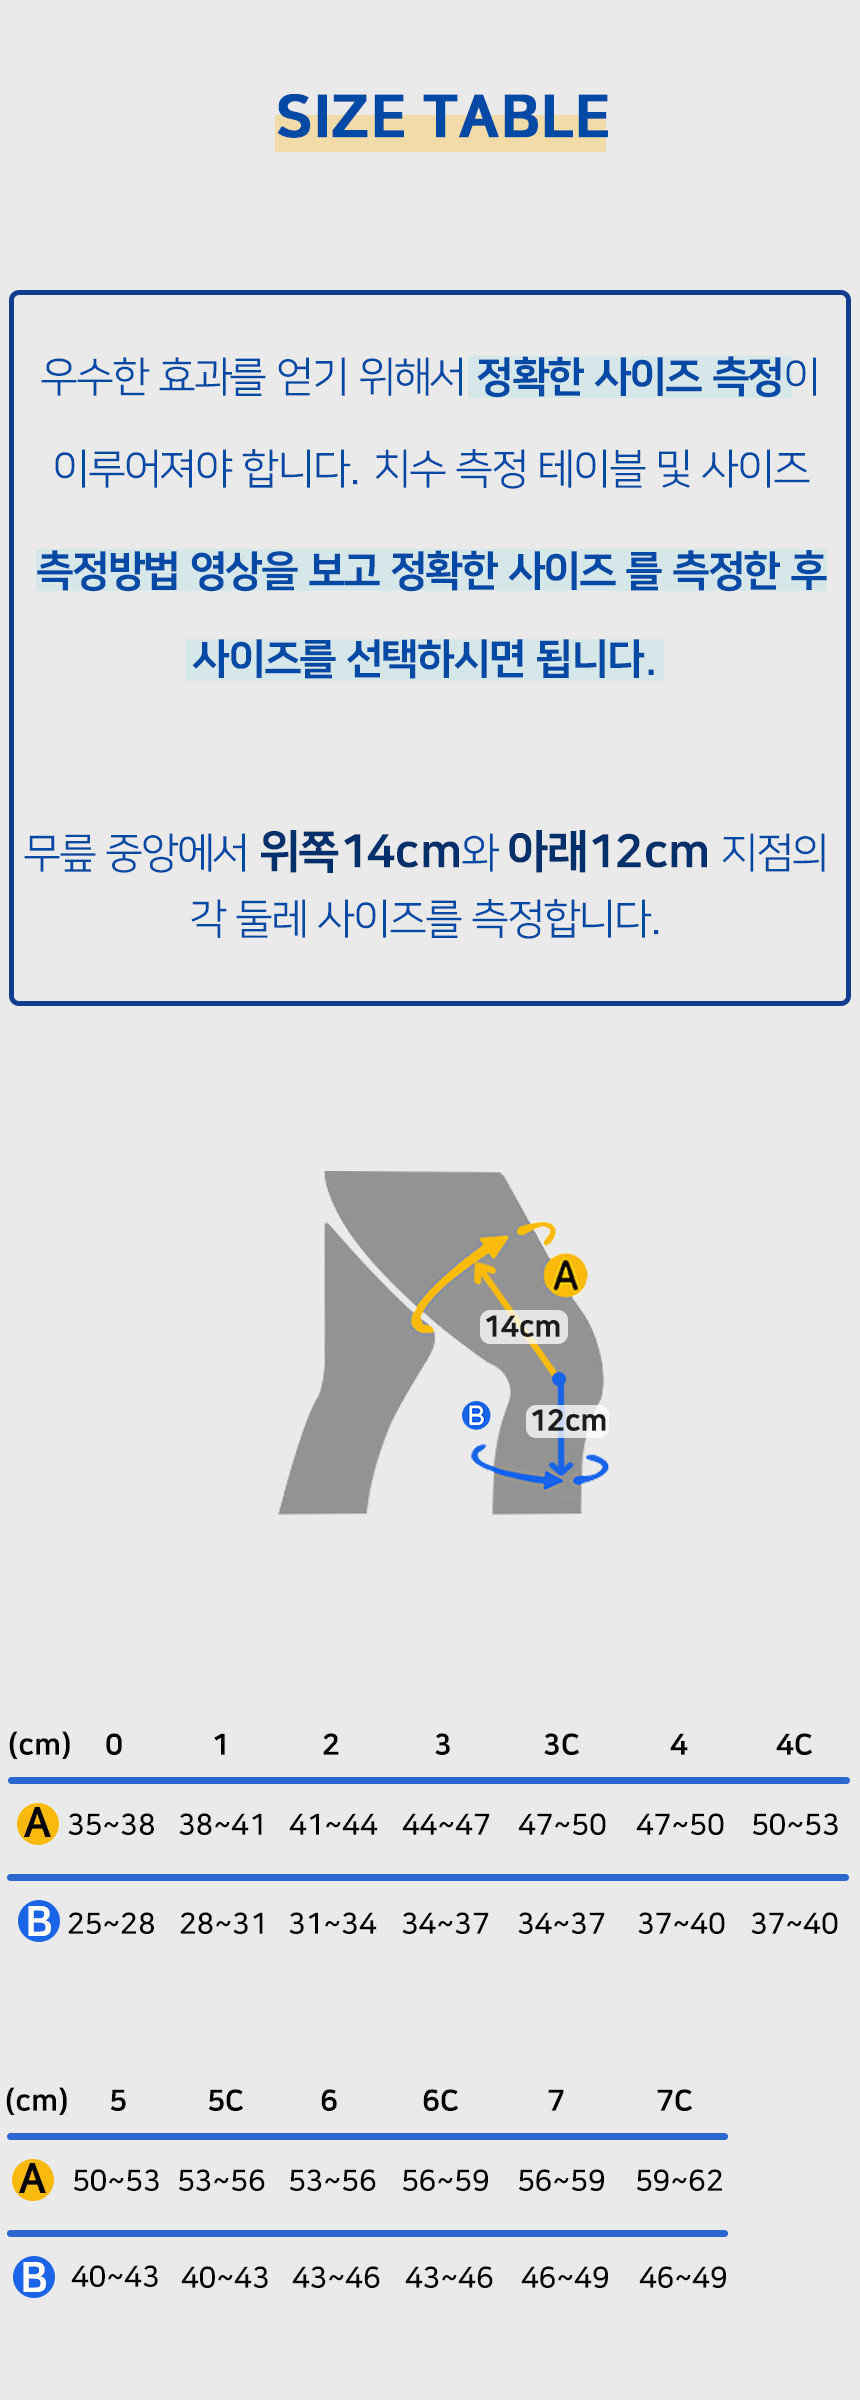 SIZE TABLE
우수한 효과를 얻기 위해서 정확한 사이즈 측정이
이루어져야 합니다. 치수 측정 테이블 및 사이즈
측정방법 영상을 보고 정확한 사이즈 를 측정한 후
사이즈를 선택하시면 됩니다.
무릎 중앙에서 위쪽14cm와 아래12cm 지점의
각 둘레 사이즈를 측정합니다.
A
14cm
B
12cm
(cm) 0 1 2 3 3C 4 4C
A 35~38 38~41 41~44 44~47 47~50 47~50 50~53
B 25~28 28~31 31~34 34~37 34~37 37~40 37~40
(cm) 5 5C 6 6C 7 7C
A 50~53 53~56 53~56 56~59 56~59 59~62
B 40~43 40~43 43~46 43~46 46~49 46~49